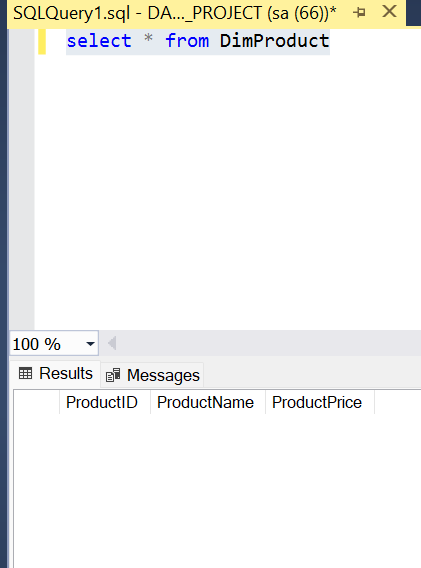 SQLQuery1.sql - DA..._PROJECT (sa (66))*
select * from DimProduct
100 %
Results Messages
ProductID ProductName ProductPrice